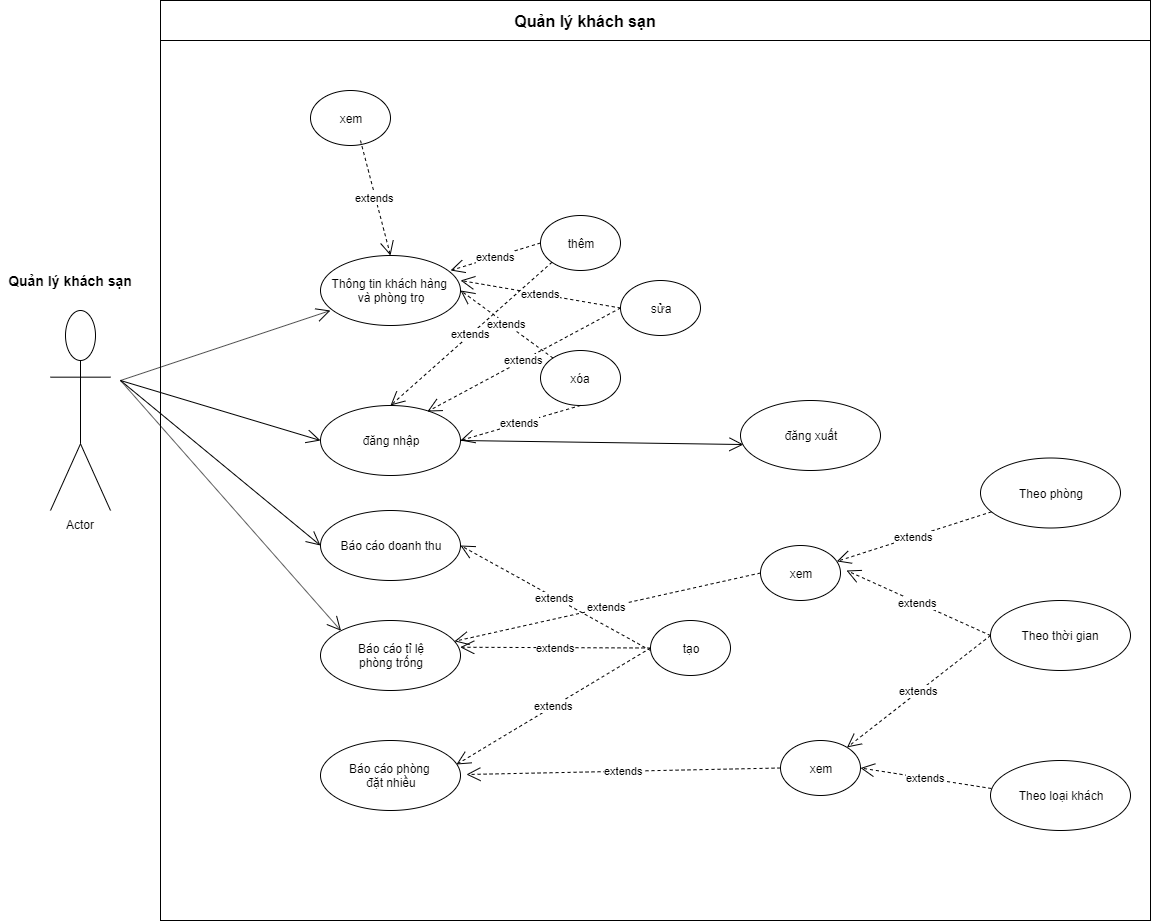 Quản lý khách sạn
xem
extends
thêm
extends
Quản lý khách sạn
Thông tin khách hàng
và phòng trọ
extends
sửa
extends
extends
extends
xóa
extends
đăng nhập
đăng xuất
Theo phòng
Actor
Báo cáo doanh thu
extends
xem
extends
extends
extends
Theo thời gian
Báo cáo tỉ lệ
phòng trống
extends
tạo
extends
extends
Báo cáo phòng
đặt nhiều
extends
xem
extends
Theo loại khách